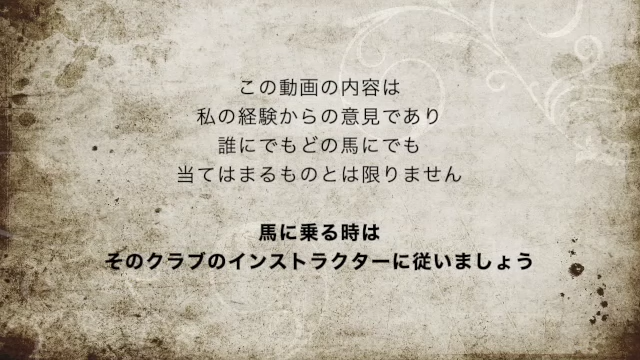 この動画の内容は
私の経験からの意見であり
誰にでもどの馬にでも
当てはまるものとは限りません
馬に乗る時は
そのクラブのインストラクターに従いましょう